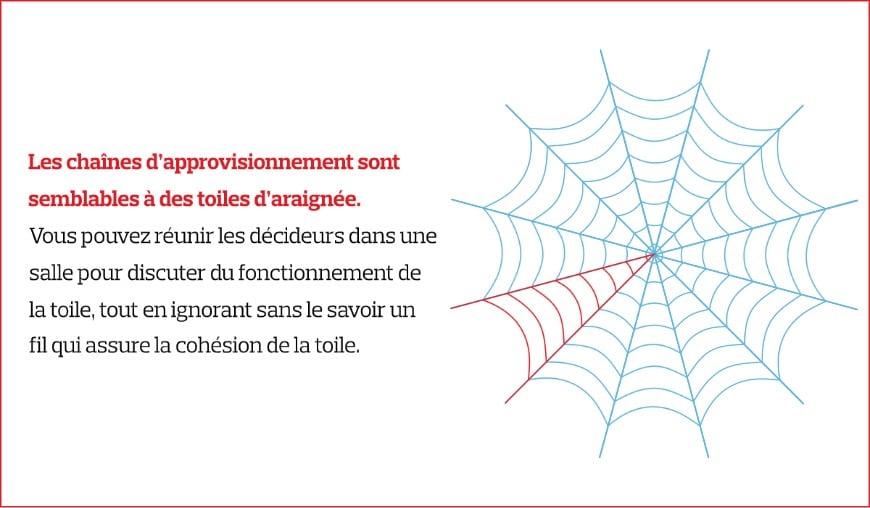 Les chaînes d’approvisionnement sont
semblables à des toiles d’araignée.
Vous pouvez réunir les décideurs dans une
salle pour discuter du fonctionnement de
la toile, tout en ignorant sans le savoir un
fil qui assure la cohésion de la toile.